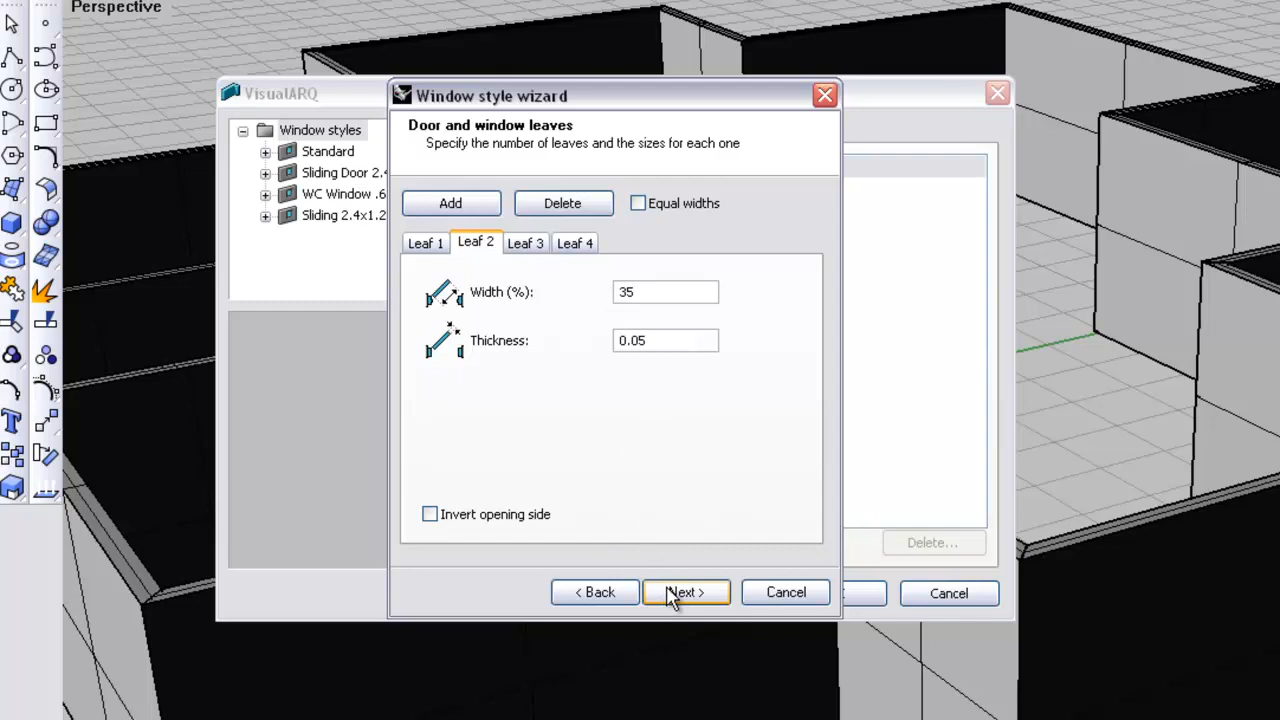 Perspective
VisualARQ
Window style wizard
Door and window leaves
Specify the number of leaves and the sizes for each one
Window styles
Standard
Sliding Door 2.4
WC Window .6
Sliding 2.4x1.2
Add
Delete
Equal widths
Leaf 1
Leaf 2
Leaf 3
Leaf 4
Width (%):
35
Thickness:
0.05
Invert opening side
Delete...
< Back
Next >
Cancel
Cancel